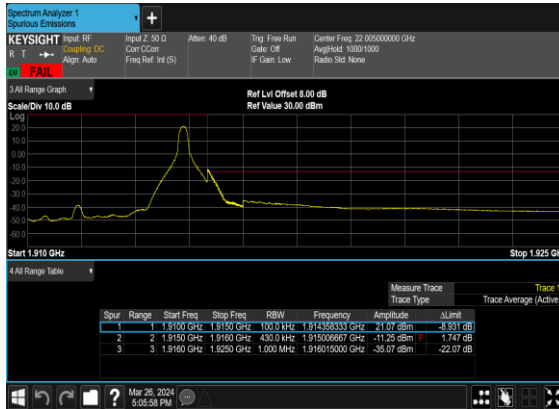 Spectrum Analyzer 1
Spurious Emissions
KEYSIGHT Input: RF Input Z: 50 Ω Atten: 40 dB Trig: Free Run Center Freq: 22.005000000 GHz
R T Coupling: DC Corr CCorr Gate: Off Avg|Hold: 1000/1000
Align: Auto Freq Ref: Int (S) IF Gain: Low Radio Std: None
FAIL
3 All Range Graph
Ref Lvl Offset 8.00 dB
Scale/Div 10.0 dB Ref Value 30.00 dBm
Log
20.0
10.0
0.00
-10.0
-20.0
-30.0
-40.0
-50.0
-60.0
Start 1.910 GHz Stop 1.925 GH
4 All Range Table
Measure Trace Trace 1
Trace Type Trace Average (Active
Spur Range Start Freq Stop Freq RBW Frequency Amplitude ΔLimit
1 1 1.9100 GHz 1.9150 GHz 100.0 kHz 1.914358333 GHz 21.07 dBm -8.931 dB
2 2 1.9150 GHz 1.9160 GHz 430.0 kHz 1.915006667 GHz -11.25 dBm F 1.747 dB
3 3 1.9160 GHz 1.9250 GHz 1.000 MHz 1.916015000 GHz -35.07 dBm -22.07 dB
Mar 26, 2024
5:05:58 PM